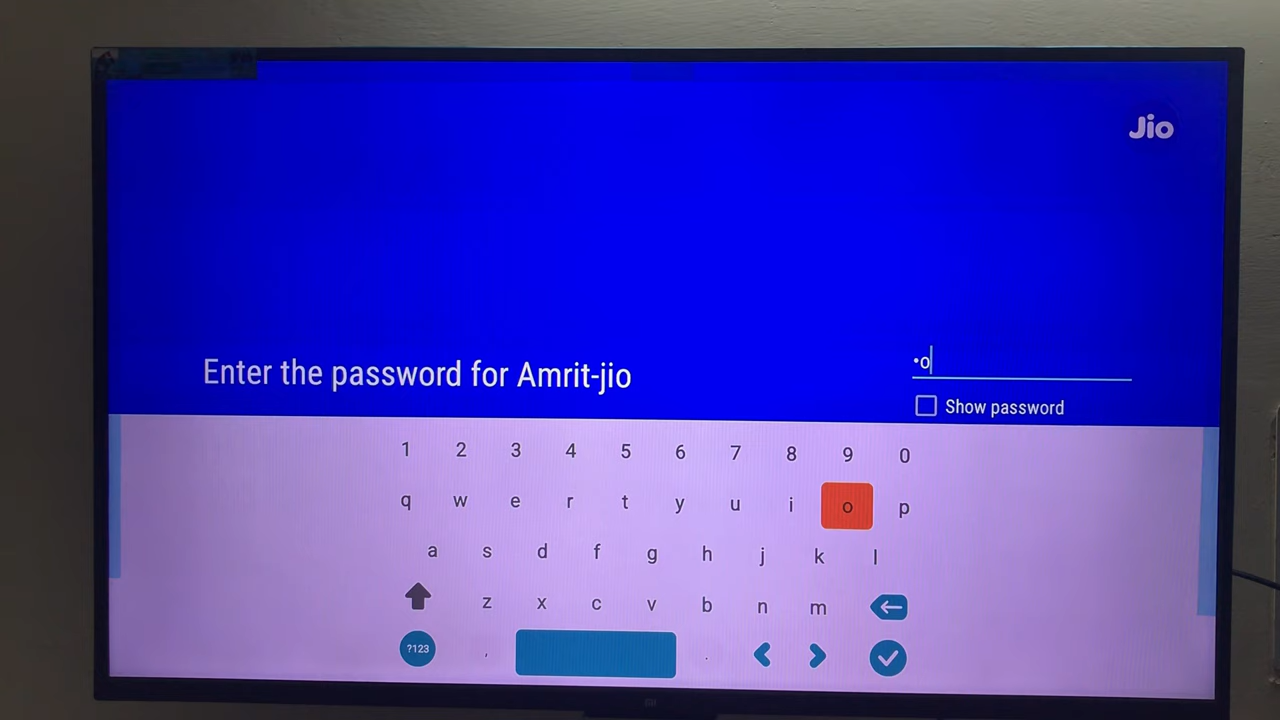 Jio
•o
Enter the password for Amrit-jio
Show password
1 2 3 4 5 6 7 8 9 0
q w e r t y u i o p
a s d f g h j k l
z x c v b n m
?123 , .